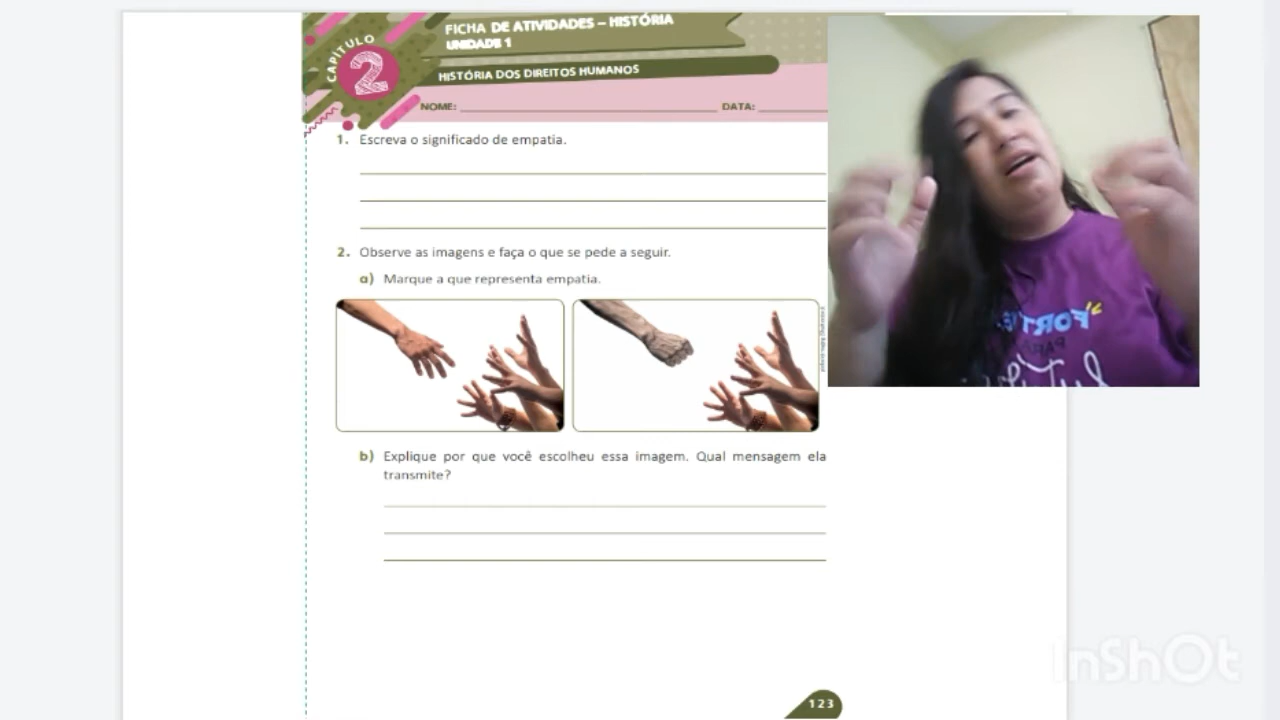 CAPÍTULO
2
FICHA DE ATIVIDADES – HISTÓRIA
UNIDADE 1
HISTÓRIA DOS DIREITOS HUMANOS
NOME: DATA:
1. Escreva o significado de empatia.
2. Observe as imagens e faça o que se pede a seguir.
a) Marque a que representa empatia.
b) Explique por que você escolheu essa imagem. Qual mensagem ela
transmite?
123
FORTE
PARA
InShOt